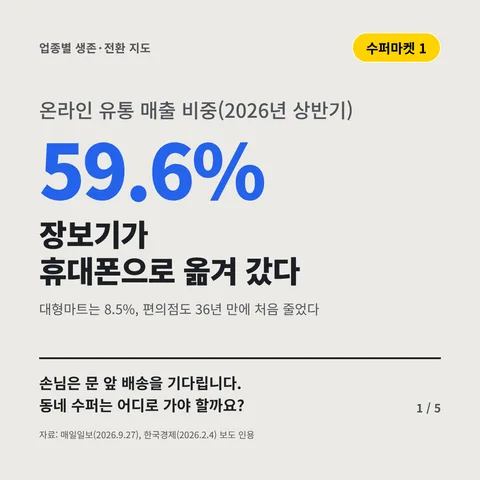 업종별 생존·전환 지도
수퍼마켓 1
온라인 유통 매출 비중(2026년 상반기)
59.6%
장보기가
휴대폰으로 옮겨 갔다
대형마트는 8.5%, 편의점도 36년 만에 처음 줄었다
손님은 문 앞 배송을 기다립니다.
동네 수퍼는 어디로 가야 할까요?
1 / 5
자료: 매일일보(2026.9.27), 한국경제(2026.2.4) 보도 인용